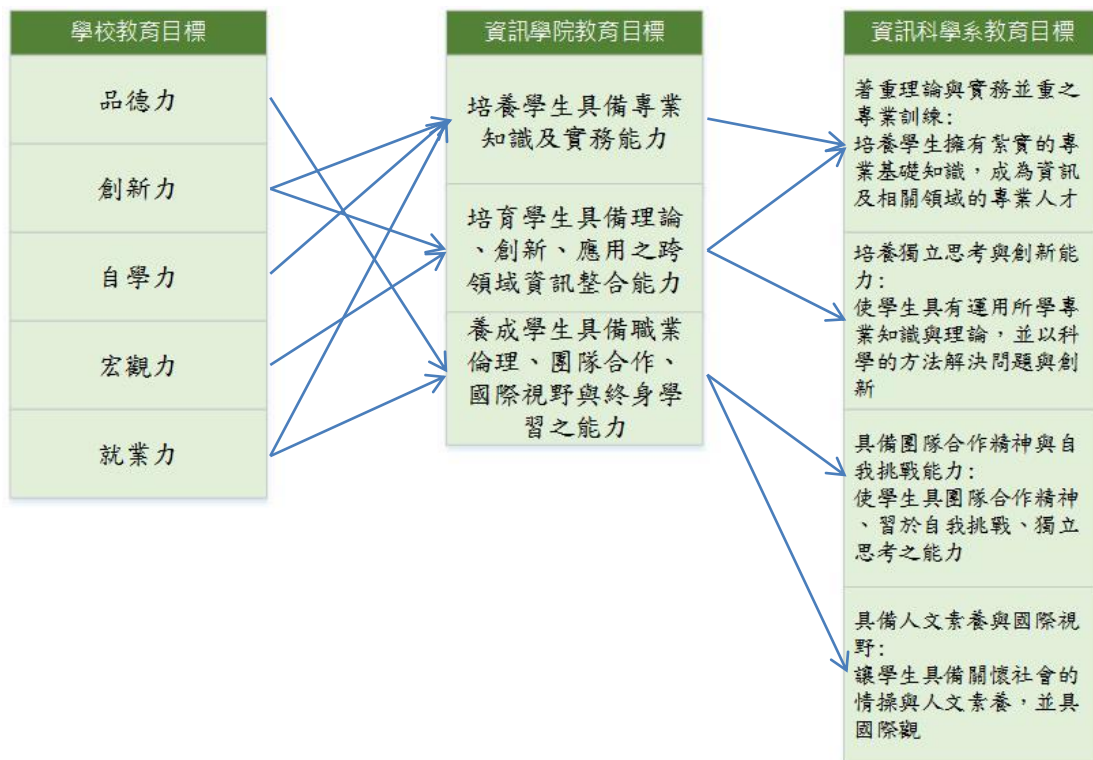 學校教育目標
品德力
創新力
自學力
宏觀力
就業力
資訊學院教育目標
培養學生具備專業
知識及實務能力
培育學生具備理論
、創新、應用之跨
領域資訊整合能力
養成學生具備職業
倫理、團隊合作、
國際視野與終身學
習之能力
資訊科學系教育目標
著重理論與實務並重之
專業訓練:
培養學生擁有紮實的專
業基礎知識，成為資訊
及相關領域的專業人才
培養獨立思考與創新能
力:
使學生具有運用所學專
業知識與理論，並以科
學的方法解決問題與創
新
具備團隊合作精神與自
我挑戰能力:
使學生具團隊合作精神
、習於自我挑戰、獨立
思考之能力
具備人文素養與國際視
野:
讓學生具備關懷社會的
情操與人文素養，並具
國際觀